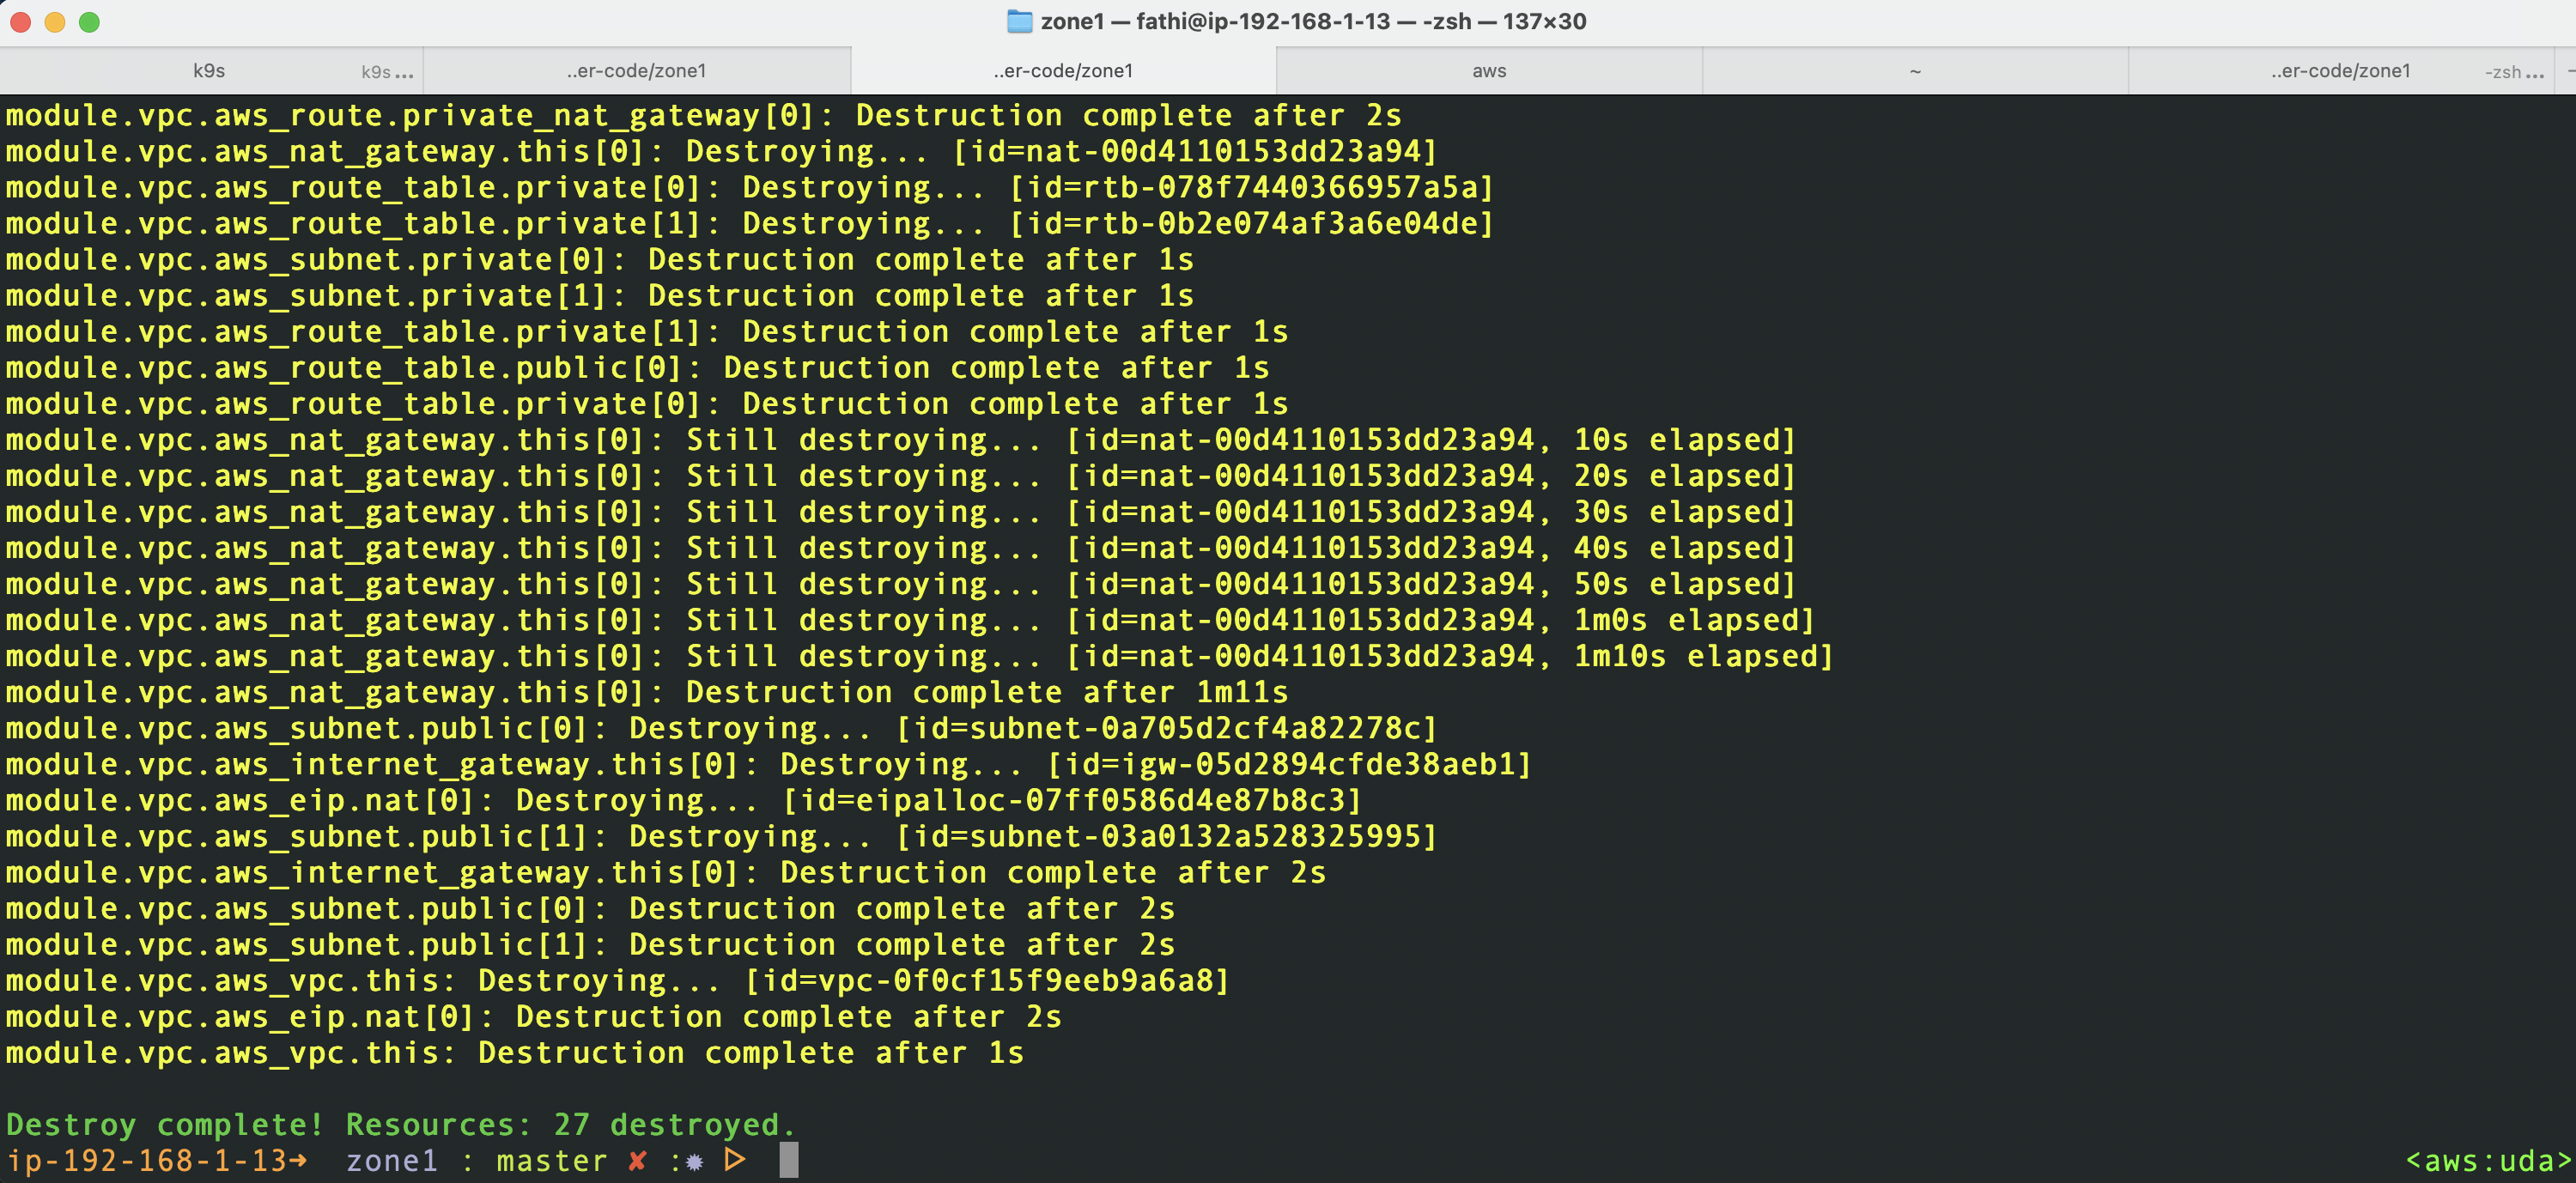 zone1 — fathi@ip-192-168-1-13 — -zsh — 137×30
k9s k9s ... ..er-code/zone1 ..er-code/zone1 aws ~ ..er-code/zone1 -zsh ...
module.vpc.aws_route.private_nat_gateway[0]: Destruction complete after 2s
module.vpc.aws_nat_gateway.this[0]: Destroying... [id=nat-00d4110153dd23a94]
module.vpc.aws_route_table.private[0]: Destroying... [id=rtb-078f7440366957a5a]
module.vpc.aws_route_table.private[1]: Destroying... [id=rtb-0b2e074af3a6e04de]
module.vpc.aws_subnet.private[0]: Destruction complete after 1s
module.vpc.aws_subnet.private[1]: Destruction complete after 1s
module.vpc.aws_route_table.private[1]: Destruction complete after 1s
module.vpc.aws_route_table.public[0]: Destruction complete after 1s
module.vpc.aws_route_table.private[0]: Destruction complete after 1s
module.vpc.aws_nat_gateway.this[0]: Still destroying... [id=nat-00d4110153dd23a94, 10s elapsed]
module.vpc.aws_nat_gateway.this[0]: Still destroying... [id=nat-00d4110153dd23a94, 20s elapsed]
module.vpc.aws_nat_gateway.this[0]: Still destroying... [id=nat-00d4110153dd23a94, 30s elapsed]
module.vpc.aws_nat_gateway.this[0]: Still destroying... [id=nat-00d4110153dd23a94, 40s elapsed]
module.vpc.aws_nat_gateway.this[0]: Still destroying... [id=nat-00d4110153dd23a94, 50s elapsed]
module.vpc.aws_nat_gateway.this[0]: Still destroying... [id=nat-00d4110153dd23a94, 1m0s elapsed]
module.vpc.aws_nat_gateway.this[0]: Still destroying... [id=nat-00d4110153dd23a94, 1m10s elapsed]
module.vpc.aws_nat_gateway.this[0]: Destruction complete after 1m11s
module.vpc.aws_subnet.public[0]: Destroying... [id=subnet-0a705d2cf4a82278c]
module.vpc.aws_internet_gateway.this[0]: Destroying... [id=igw-05d2894cfde38aeb1]
module.vpc.aws_eip.nat[0]: Destroying... [id=eipalloc-07ff0586d4e87b8c3]
module.vpc.aws_subnet.public[1]: Destroying... [id=subnet-03a0132a528325995]
module.vpc.aws_internet_gateway.this[0]: Destruction complete after 2s
module.vpc.aws_subnet.public[0]: Destruction complete after 2s
module.vpc.aws_subnet.public[1]: Destruction complete after 2s
module.vpc.aws_vpc.this: Destroying... [id=vpc-0f0cf15f9eeb9a6a8]
module.vpc.aws_eip.nat[0]: Destruction complete after 2s
module.vpc.aws_vpc.this: Destruction complete after 1s
Destroy complete! Resources: 27 destroyed.
ip-192-168-1-13➜ zone1 : master ✘ :✹ ▷ <aws:uda>